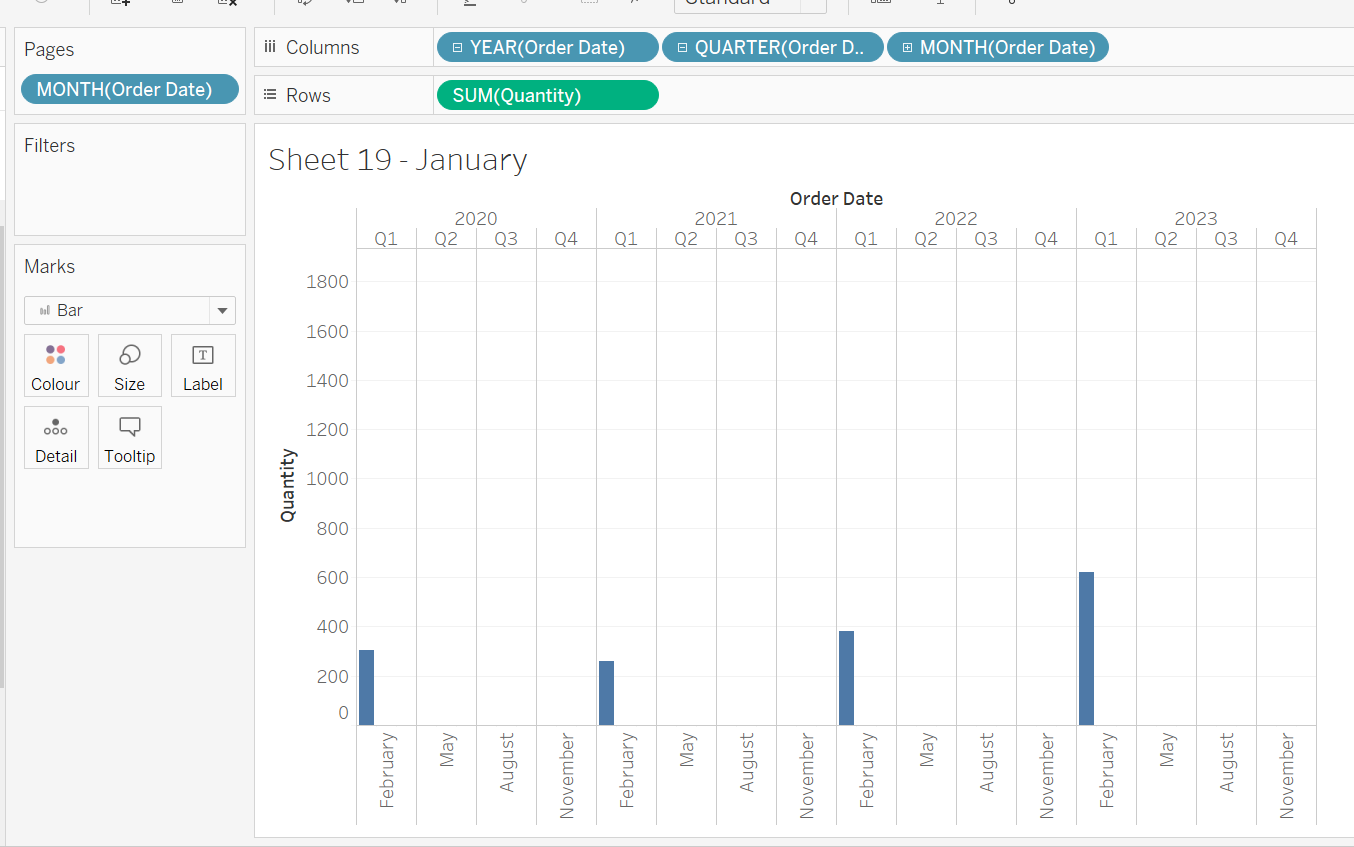 Standard
Pages
MONTH(Order Date)
Columns
YEAR(Order Date)
QUARTER(Order D..
MONTH(Order Date)
Rows
SUM(Quantity)
Filters
Marks
Bar
Colour
Size
T
Label
Detail
Tooltip
Sheet 19 - January
Order Date
2020 2021 2022 2023
Q1 Q2 Q3 Q4 Q1 Q2 Q3 Q4 Q1 Q2 Q3 Q4 Q1 Q2 Q3 Q4
Quantity
1800
1600
1400
1200
1000
800
600
400
200
0
February May August November February May August November February May August November February May August November